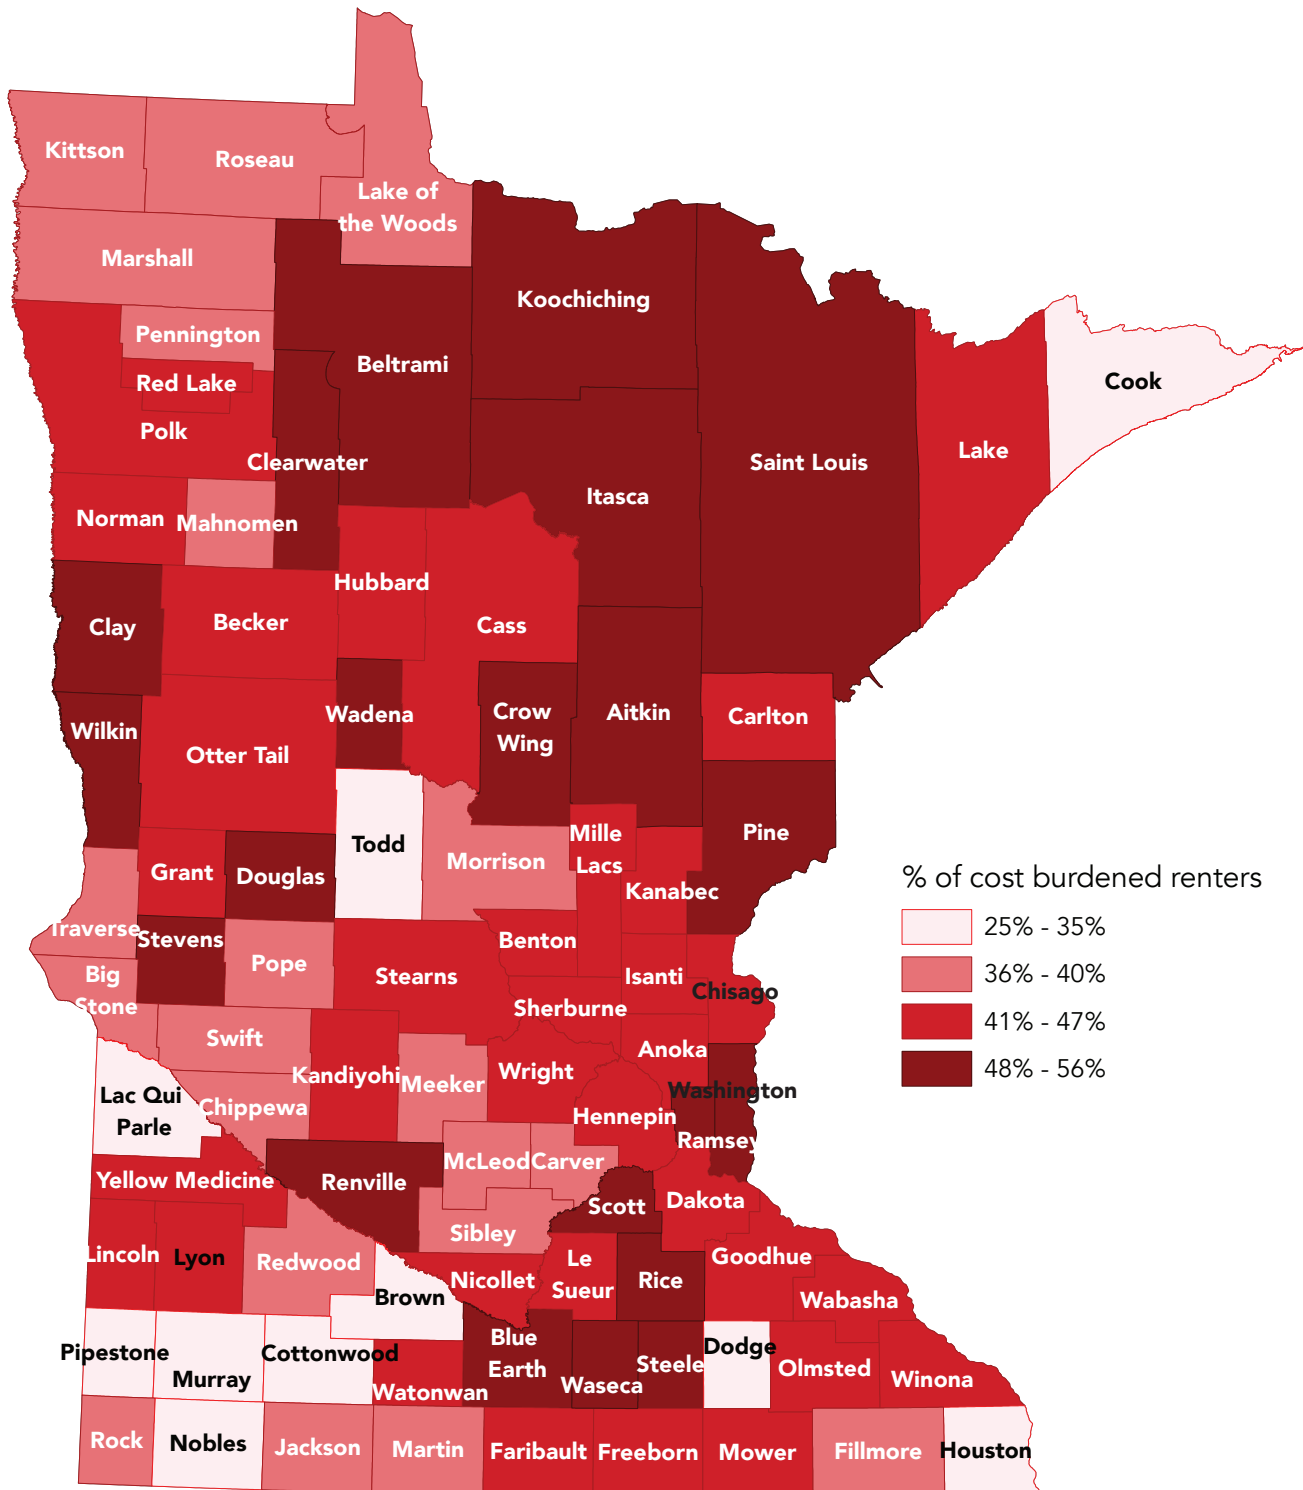 Kittson
Roseau
Lake of
the Woods
Marshall
Koochiching
Pennington
Beltrami
Red Lake
Cook
Polk
Lake
Clearwater
Saint Louis
Itasca
Norman
Mahnomen
Hubbard
Becker
Cass
Clay
Wadena
Crow
Wing
Aitkin
Carlton
Wilkin
Otter Tail
Todd
Mille
Lacs
Pine
Morrison
Grant
Douglas
Kanabec
% of cost burdened renters
25% - 35%
36% - 40%
41% - 47%
48% - 56%
Traverse
Stevens
Benton
Pope
Stearns
Isanti
Big
Stone
Chisago
Sherburne
Swift
Anoka
Kandiyohi
Meeker
Wright
Washington
Lac Qui
Parle
Chippewa
Hennepin
Ramsey
McLeod
Carver
Yellow Medicine
Renville
Scott
Dakota
Sibley
Lincoln
Lyon
Redwood
Nicollet
Le
Sueur
Rice
Goodhue
Wabasha
Brown
Blue
Earth
Pipestone
Murray
Cottonwood
Watonwan
Waseca
Steele
Dodge
Olmsted
Winona
Rock
Nobles
Jackson
Martin
Faribault
Freeborn
Mower
Fillmore
Houston